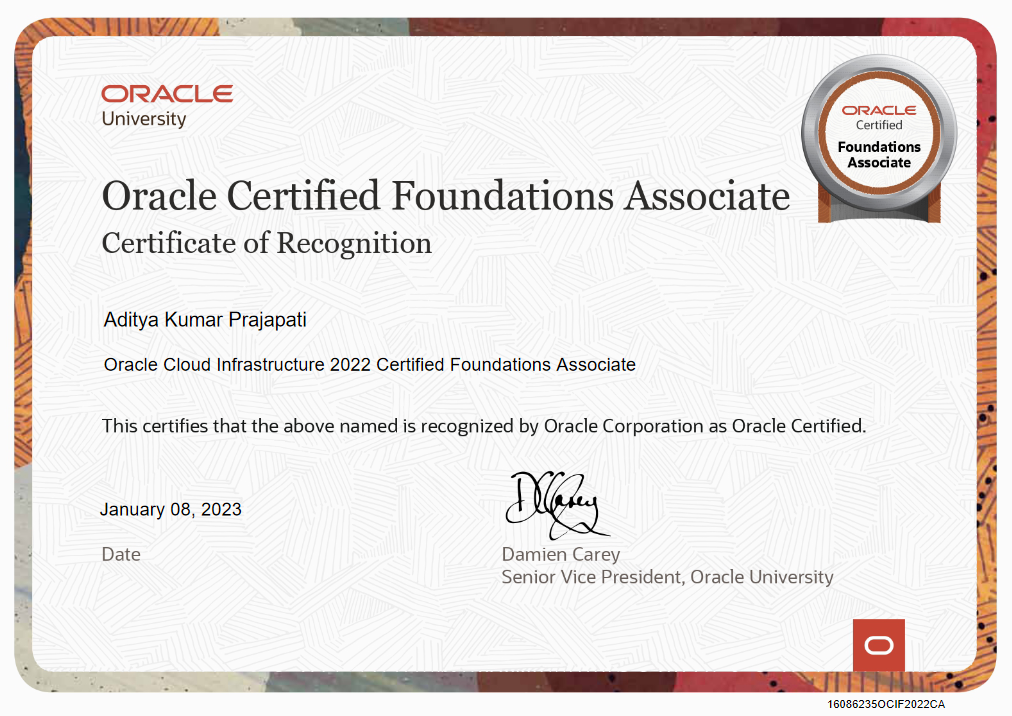 ORACLE
University
ORACLE
Certified
Foundations
Associate
Oracle Certified Foundations Associate
Certificate of Recognition
Aditya Kumar Prajapati
Oracle Cloud Infrastructure 2022 Certified Foundations Associate
This certifies that the above named is recognized by Oracle Corporation as Oracle Certified.
January 08, 2023
DCCarey
Date
Damien Carey
Senior Vice President, Oracle University
16086235OCIF2022CA